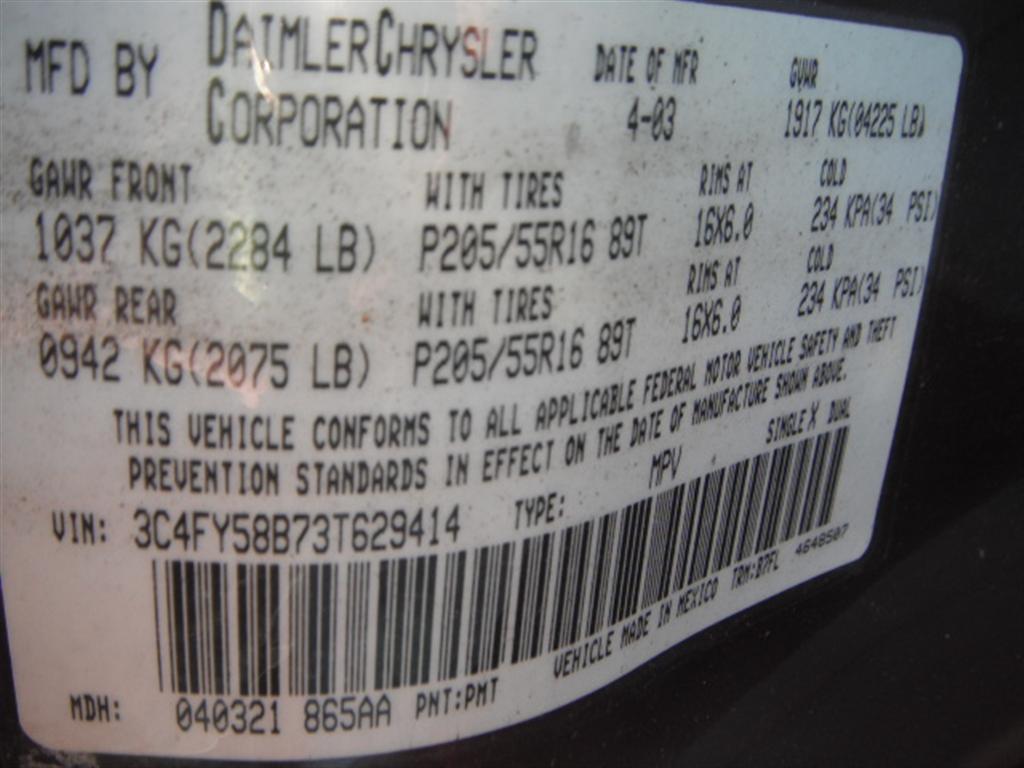 MFD BY DAIMLERCHRYSLER CORPORATION DATE OF MFR 4-03 GVWR 1917 KG(04225 LB)
GAWR FRONT WITH TIRES RIMS AT COLD
1037 KG(2284 LB) P205/55R16 89T 16X6.0 234 KPA(34 PSI)
GAWR REAR WITH TIRES RIMS AT COLD
0942 KG(2075 LB) P205/55R16 89T 16X6.0 234 KPA(34 PSI)
THIS VEHICLE CONFORMS TO ALL APPLICABLE FEDERAL MOTOR VEHICLE SAFETY AND THEFT
PREVENTION STANDARDS IN EFFECT ON THE DATE OF MANUFACTURE SHOWN ABOVE.
VIN: 3C4FY58B73T629414 TYPE: MPV SINGLE X DUAL
VEHICLE MADE IN MEXICO TRM:B7FL 4648507
MDH: 040321 865AA PNT:PMT